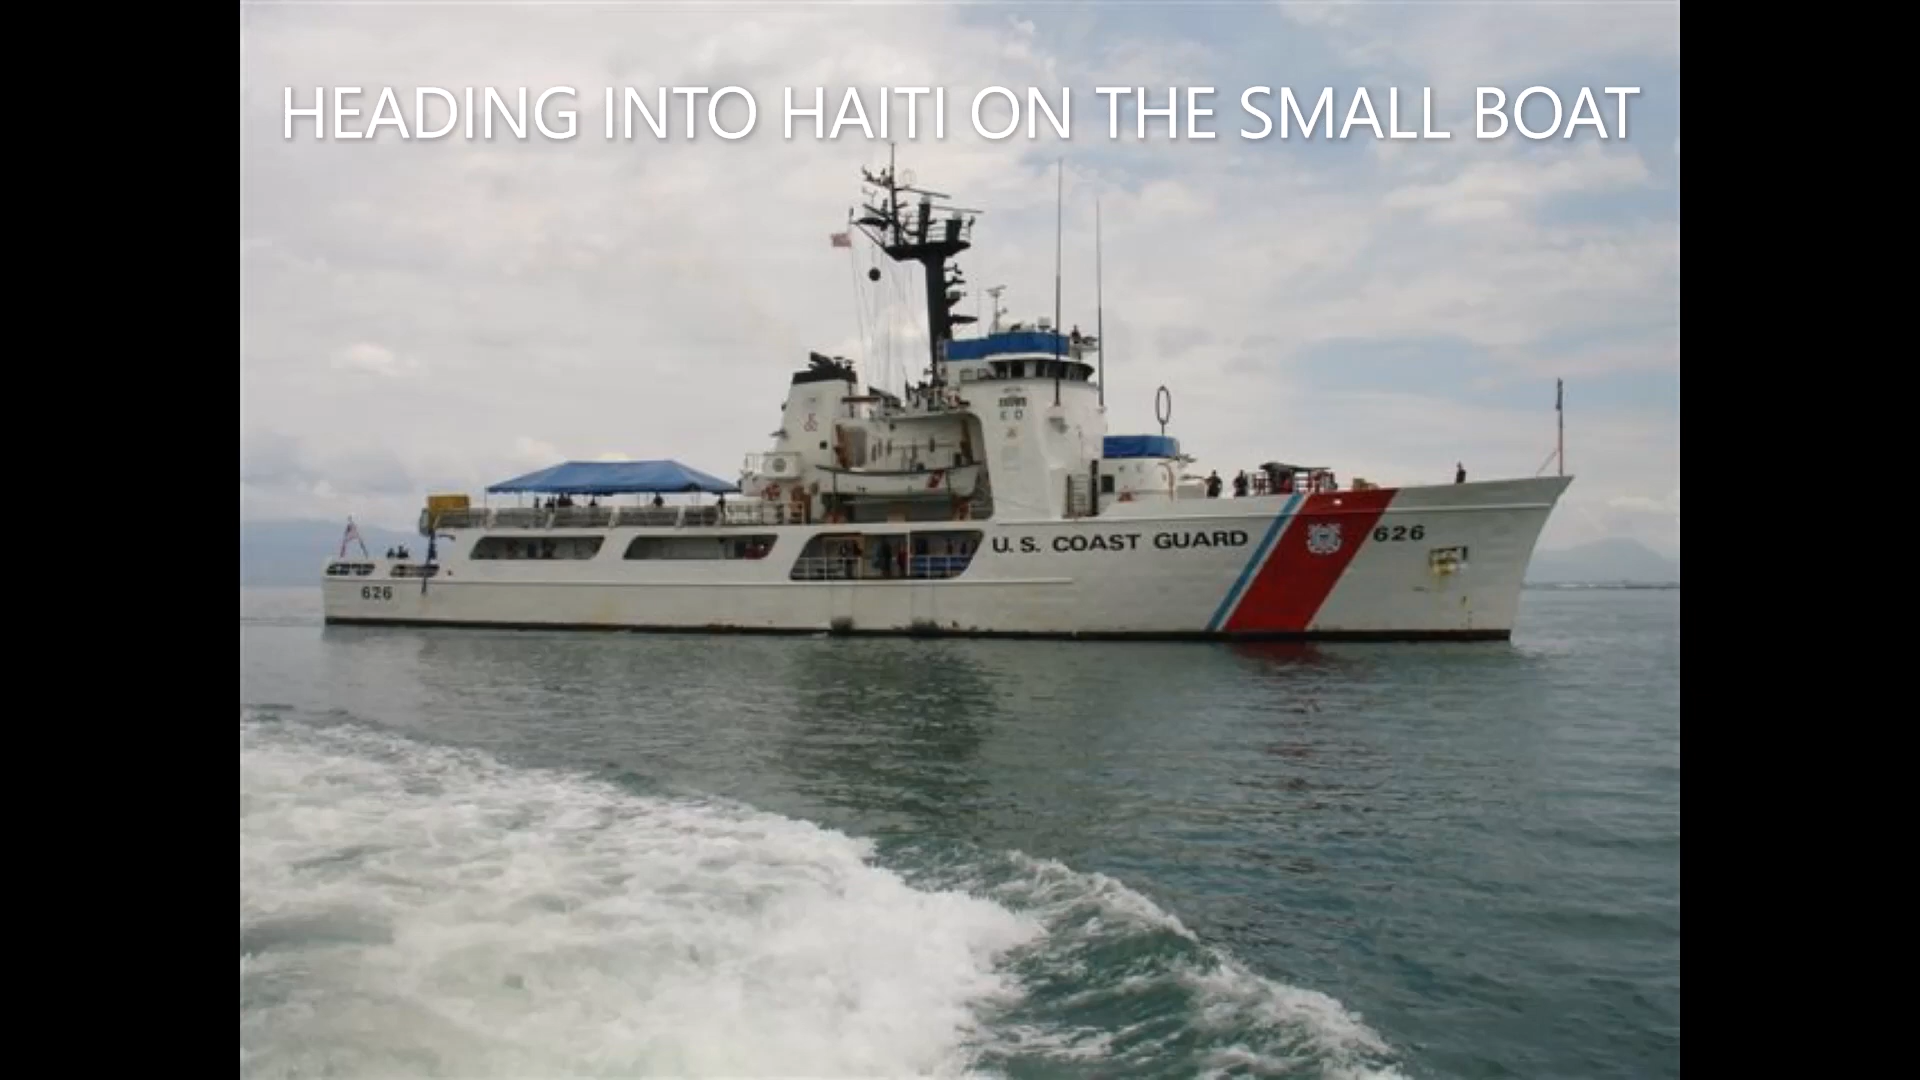 HEADING INTO HAITI ON THE SMALL BOAT
U. S. COAST GUARD
626
626